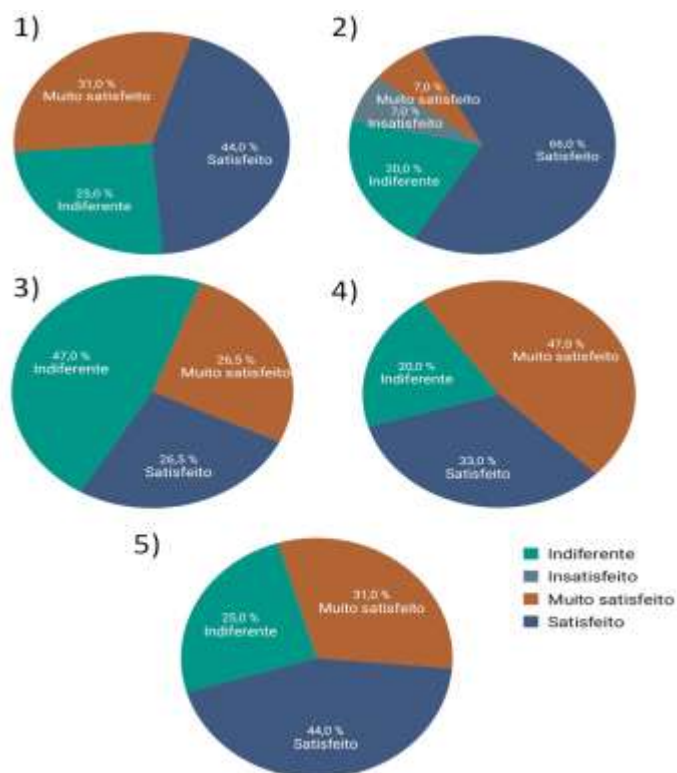 1)
31,0 %
Muito satisfeito
44,0 %
Satisfeito
25,0 %
Indiferente
2)
7,0 %
Muito satisfeito
7,0 %
Insatisfeito
66,0 %
Satisfeito
20,0 %
Indiferente
3)
47,0 %
Indiferente
26,5 %
Muito satisfeito
26,5 %
Satisfeito
4)
47,0 %
Muito satisfeito
20,0 %
Indiferente
33,0 %
Satisfeito
5)
31,0 %
Muito satisfeito
25,0 %
Indiferente
44,0 %
Satisfeito
Indiferente
Insatisfeito
Muito satisfeito
Satisfeito